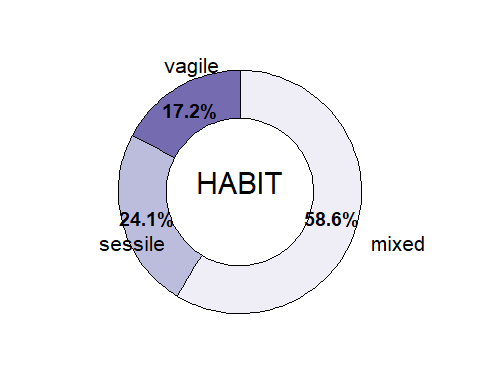 vagile
17.2%
HABIT
24.1%
58.6%
sessile
mixed